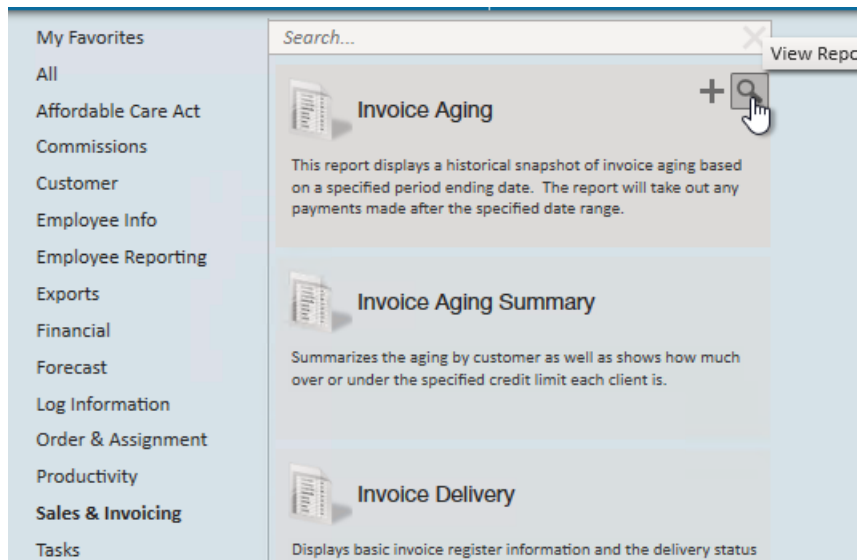 My Favorites
All
Affordable Care Act
Commissions
Customer
Employee Info
Employee Reporting
Exports
Financial
Forecast
Log Information
Order & Assignment
Productivity
Sales & Invoicing
Tasks
Search...
View Repo
Invoice Aging
This report displays a historical snapshot of invoice aging based
on a specified period ending date.  The report will take out any
payments made after the specified date range.
Invoice Aging Summary
Summarizes the aging by customer as well as shows how much
over or under the specified credit limit each client is.
Invoice Delivery
Displays basic invoice register information and the delivery status